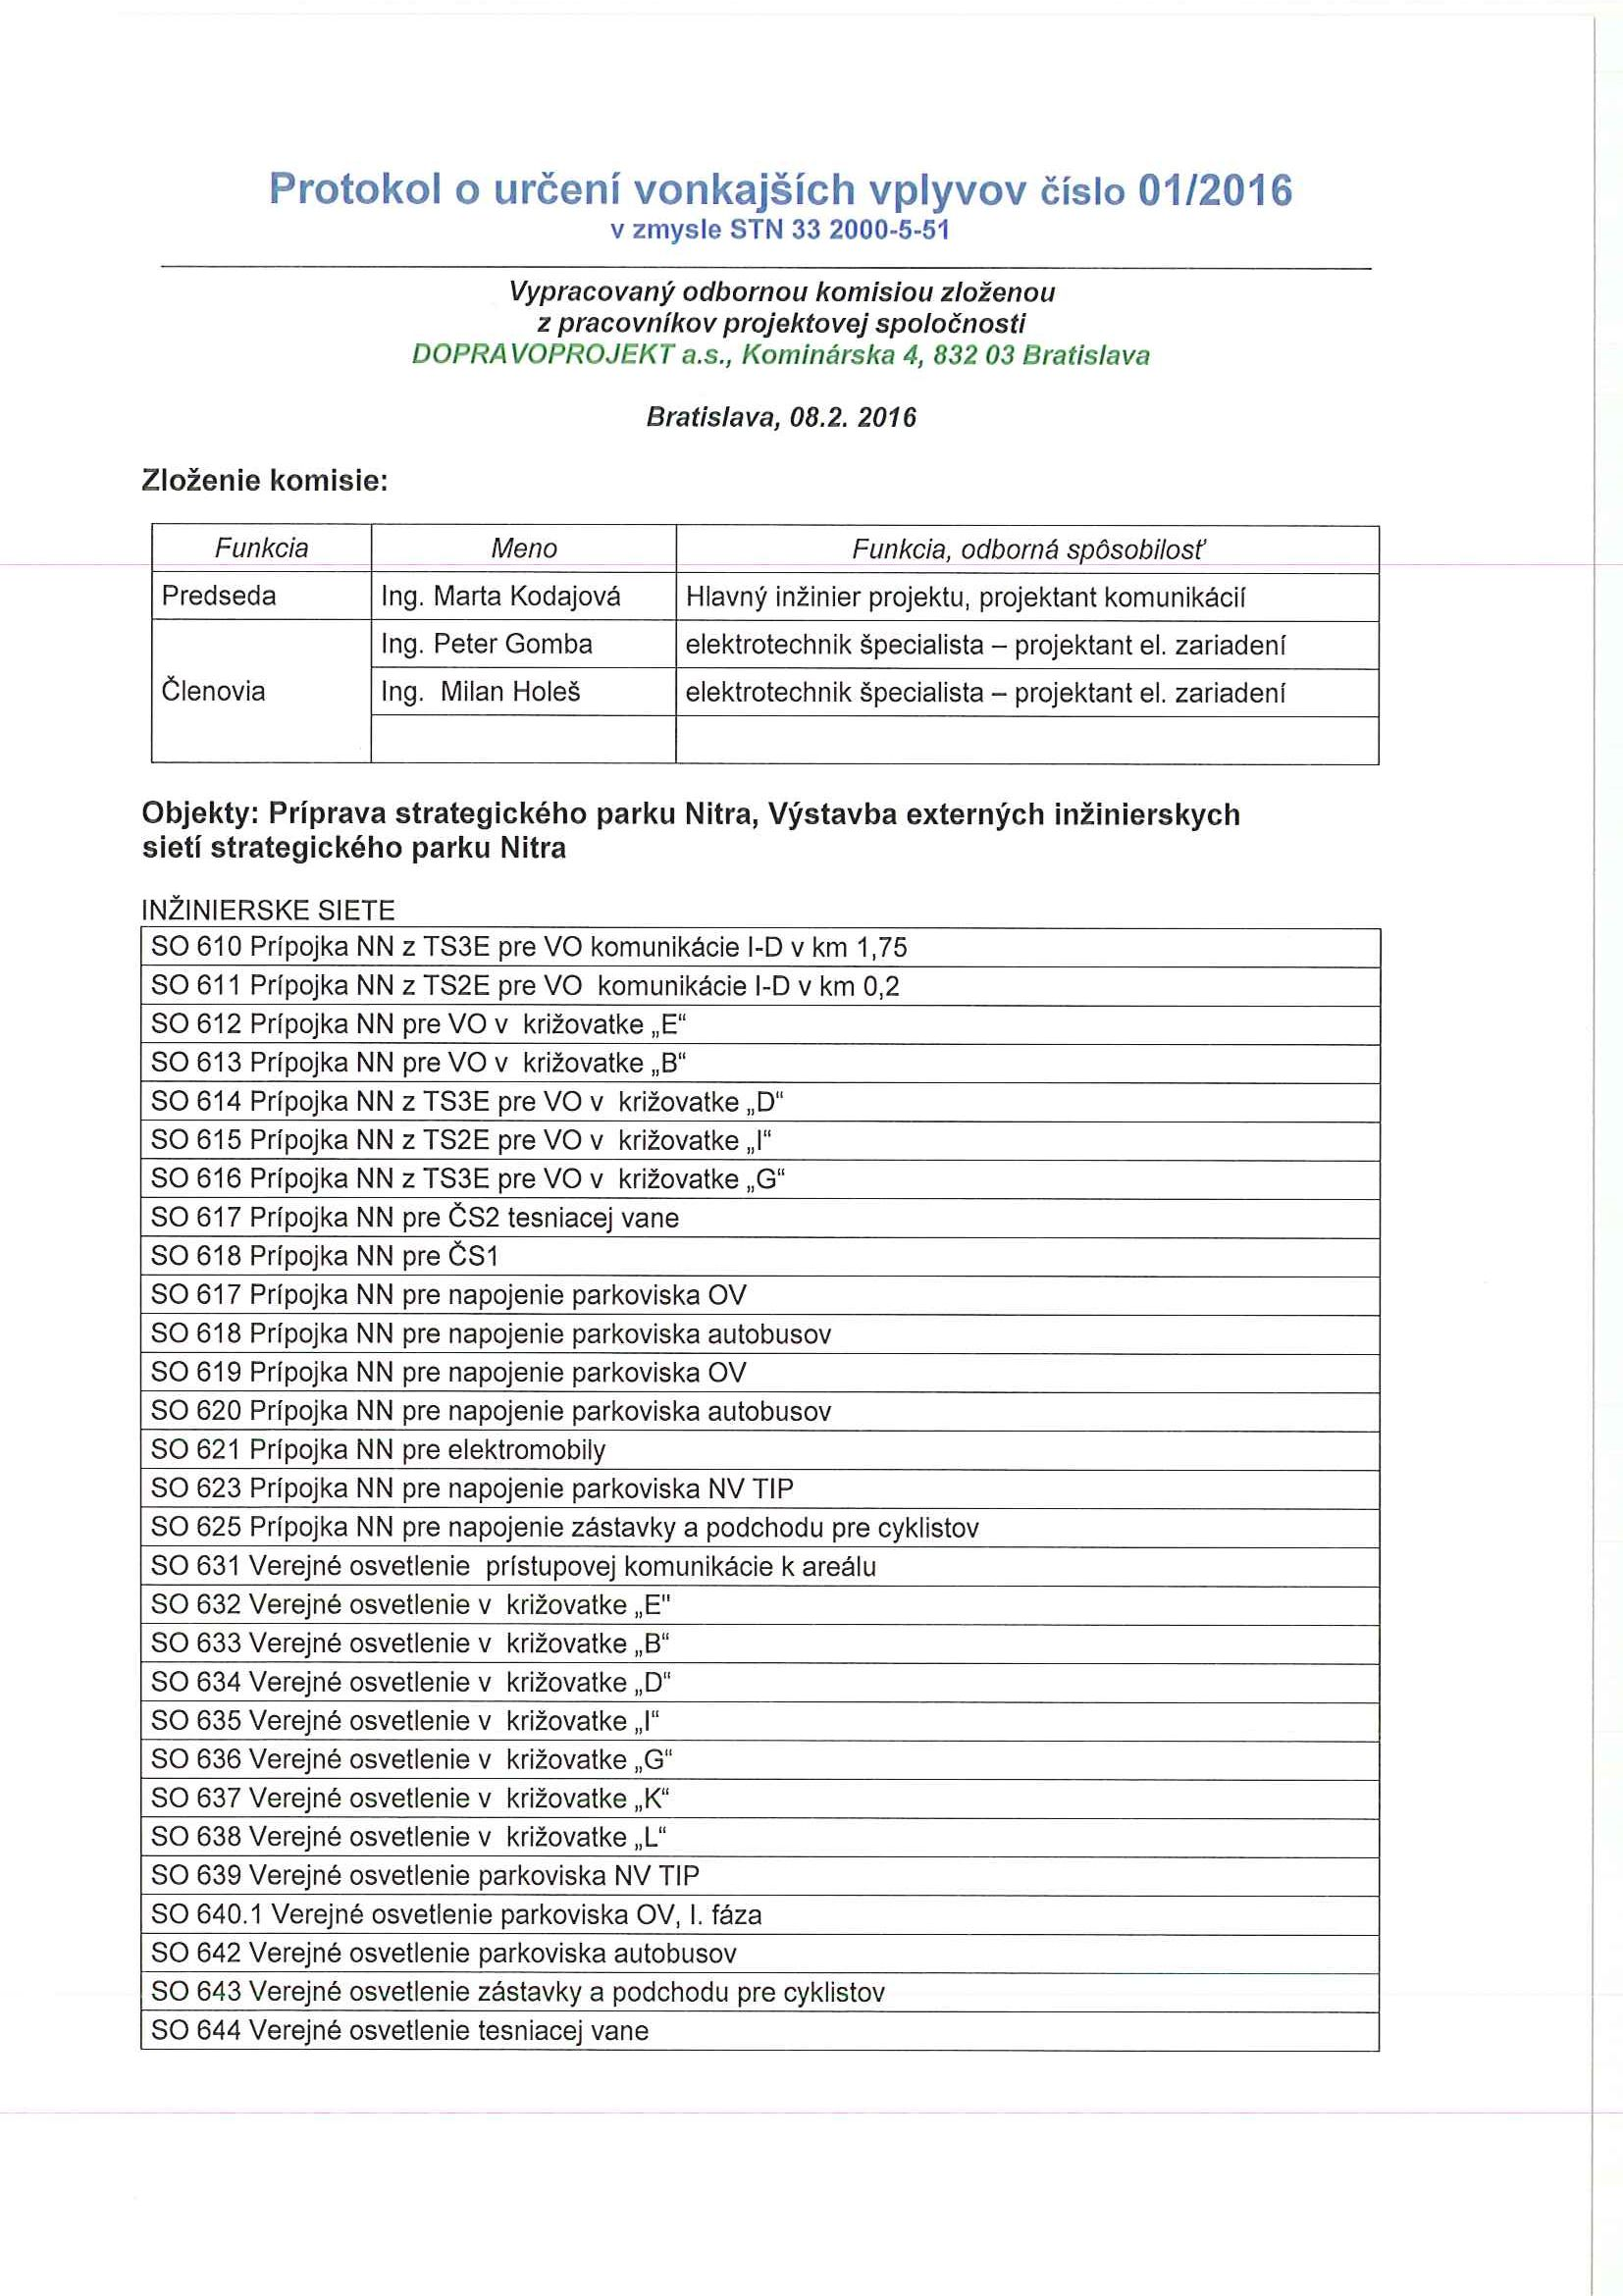 Protokol o určení vonkajších vplyvov číslo 01/2016
v zmysle STN 33 2000-5-51
Vypracovaný odbornou komisiou zloženou
z pracovníkov projektovej spoločnosti
DOPRAVOPROJEKT a.s., Kominárska 4, 832 03 Bratislava
Bratislava, 08.2. 2016
Zloženie komisie:
Funkcia Meno Funkcia, odborná spôsobilosť
Predseda Ing. Marta Kodajová Hlavný inžinier projektu, projektant komunikácií
Ing. Peter Gomba elektrotechnik špecialista – projektant el. zariadení
Členovia Ing. Milan Holeš elektrotechnik špecialista – projektant el. zariadení
Objekty: Príprava strategického parku Nitra, Výstavba externých inžinierskych
sietí strategického parku Nitra
INŽINIERSKE SIETE
SO 610 Prípojka NN z TS3E pre VO komunikácie I-D v km 1,75
SO 611 Prípojka NN z TS2E pre VO komunikácie I-D v km 0,2
SO 612 Prípojka NN pre VO v križovatke „E“
SO 613 Prípojka NN pre VO v križovatke „B“
SO 614 Prípojka NN z TS3E pre VO v križovatke „D“
SO 615 Prípojka NN z TS2E pre VO v križovatke „I“
SO 616 Prípojka NN z TS3E pre VO v križovatke „G“
SO 617 Prípojka NN pre ČS2 tesniacej vane
SO 618 Prípojka NN pre ČS1
SO 617 Prípojka NN pre napojenie parkoviska OV
SO 618 Prípojka NN pre napojenie parkoviska autobusov
SO 619 Prípojka NN pre napojenie parkoviska OV
SO 620 Prípojka NN pre napojenie parkoviska autobusov
SO 621 Prípojka NN pre elektromobily
SO 623 Prípojka NN pre napojenie parkoviska NV TIP
SO 625 Prípojka NN pre napojenie zástavky a podchodu pre cyklistov
SO 631 Verejné osvetlenie prístupovej komunikácie k areálu
SO 632 Verejné osvetlenie v križovatke „E"
SO 633 Verejné osvetlenie v križovatke „B“
SO 634 Verejné osvetlenie v križovatke „D“
SO 635 Verejné osvetlenie v križovatke „I“
SO 636 Verejné osvetlenie v križovatke „G“
SO 637 Verejné osvetlenie v križovatke „K“
SO 638 Verejné osvetlenie v križovatke „L“
SO 639 Verejné osvetlenie parkoviska NV TIP
SO 640.1 Verejné osvetlenie parkoviska OV, I. fáza
SO 642 Verejné osvetlenie parkoviska autobusov
SO 643 Verejné osvetlenie zástavky a podchodu pre cyklistov
SO 644 Verejné osvetlenie tesniacej vane